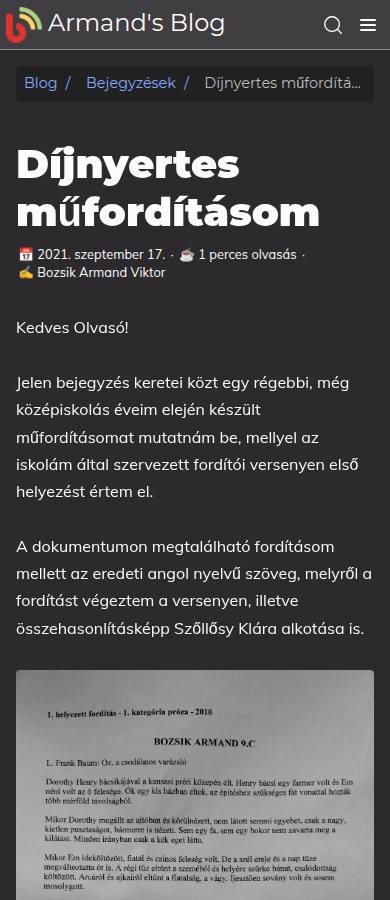 Armand's Blog
Blog / Bejegyzések / Díjnyertes műfordítá...
Díjnyertes
műfordításom
📅 2021. szeptember 17. · ☕ 1 perces olvasás ·
✍️ Bozsik Armand Viktor
Kedves Olvasó!
Jelen bejegyzés keretei közt egy régebbi, még
középiskolás éveim elején készült
műfordításomat mutatnám be, mellyel az
iskolám által szervezett fordítói versenyen első
helyezést értem el.
A dokumentumon megtalálható fordításom
mellett az eredeti angol nyelvű szöveg, melyről a
fordítást végeztem a versenyen, illetve
összehasonlításképp Szőllősy Klára alkotása is.
1. helyezett fordítás - 1. kategória próza - 2010
BOZSIK ARMAND 9.C
L. Frank Baum: Oz, a csodálatos varázsló
Dorothy Henry bácsikájával a kansasi préri közepén élt. Henry bácsi egy farmer volt és Em
néni volt az ő felesége. Ők egy kis házban éltek, az építéshez szükséges fát vonattal hozták
több mérföld távolságból.
Mikor Dorothy megállt az ajtóban és körülnézett, nem látott semmi egyebet, csak a nagy,
kietlen pusztaságot, bármerre is nézett. Sem egy fa, sem egy bokor nem zavarta meg a
kilátást. Minden irányban csak a kék eget látta.
Mikor Em ideköltözött, fiatal és csinos feleség volt. De a szél ereje és a nap tüze
megváltoztatta őt is. A régi tűz eltűnt a szeméből és helyére szürke bánat, csalódottság
költözött. Arcáról és ajkairól eltűnt a fiatalság, a vágy. Ijesztően sovány volt és sosem
mosolygott.